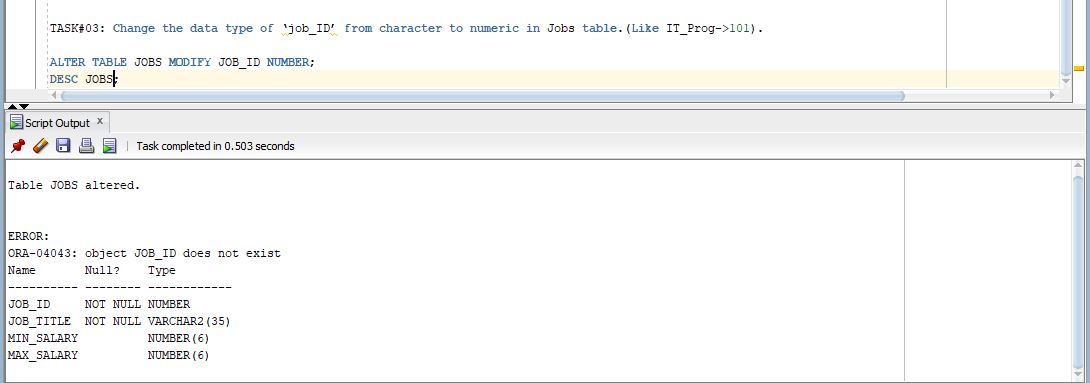 TASK#03: Change the data type of ‘job_ID’ from character to numeric in Jobs table.(Like IT_Prog->101).
ALTER TABLE JOBS MODIFY JOB_ID NUMBER;
DESC JOBS;
Script Output x
Task completed in 0.503 seconds
Table JOBS altered.
ERROR:
ORA-04043: object JOB_ID does not exist
Name       Null?    Type
---------- -------- ------------
JOB_ID     NOT NULL NUMBER
JOB_TITLE  NOT NULL VARCHAR2(35)
MIN_SALARY          NUMBER(6)
MAX_SALARY          NUMBER(6)